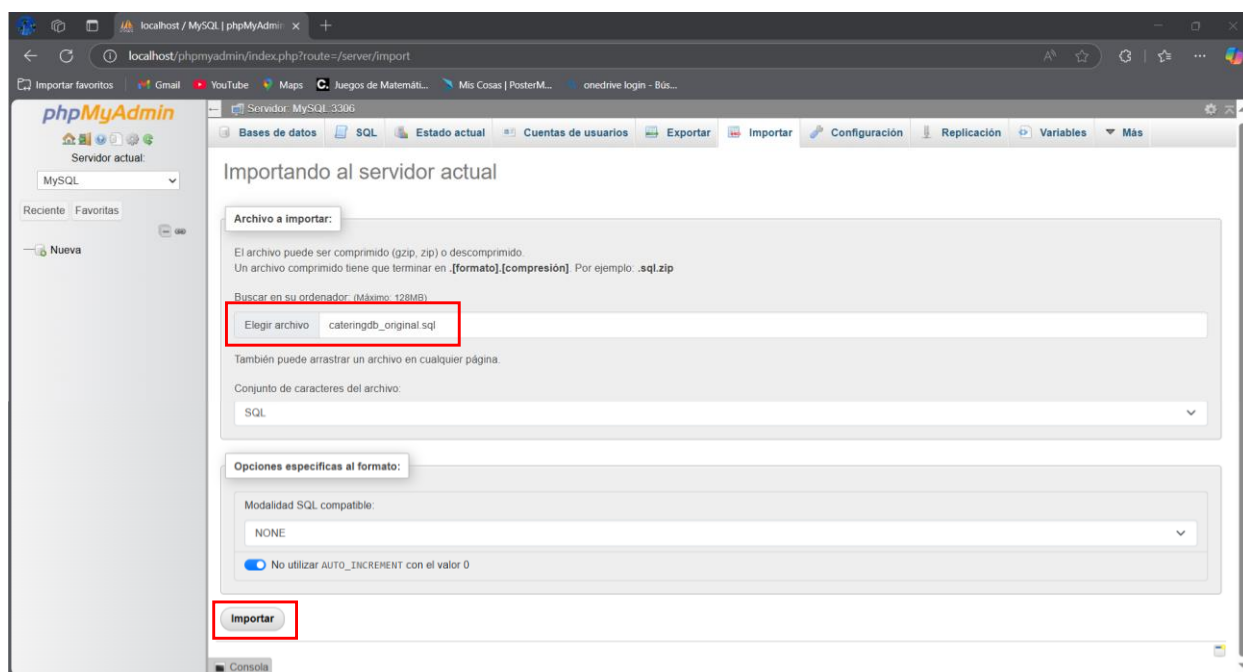 localhost / MySQL | phpMyAdmin
localhost/phpmyadmin/index.php?route=/server/import
Importar favoritos Gmail YouTube Maps Juegos de Matemáti... Mis Cosas | PosterM... onedrive login - Bús...
phpMyAdmin
Servidor actual:
MySQL
Reciente Favoritas
Nueva
Servidor: MySQL:3306
Bases de datos SQL Estado actual Cuentas de usuarios Exportar Importar Configuración Replicación Variables Más
Importando al servidor actual
Archivo a importar:
El archivo puede ser comprimido (gzip, zip) o descomprimido.
Un archivo comprimido tiene que terminar en .[formato].[compresión]. Por ejemplo: .sql.zip
Buscar en su ordenador: (Máximo: 128MB)
Elegir archivo cateringdb_original.sql
También puede arrastrar un archivo en cualquier página.
Conjunto de caracteres del archivo:
SQL
Opciones específicas al formato:
Modalidad SQL compatible:
NONE
No utilizar AUTO_INCREMENT con el valor 0
Importar
Consola